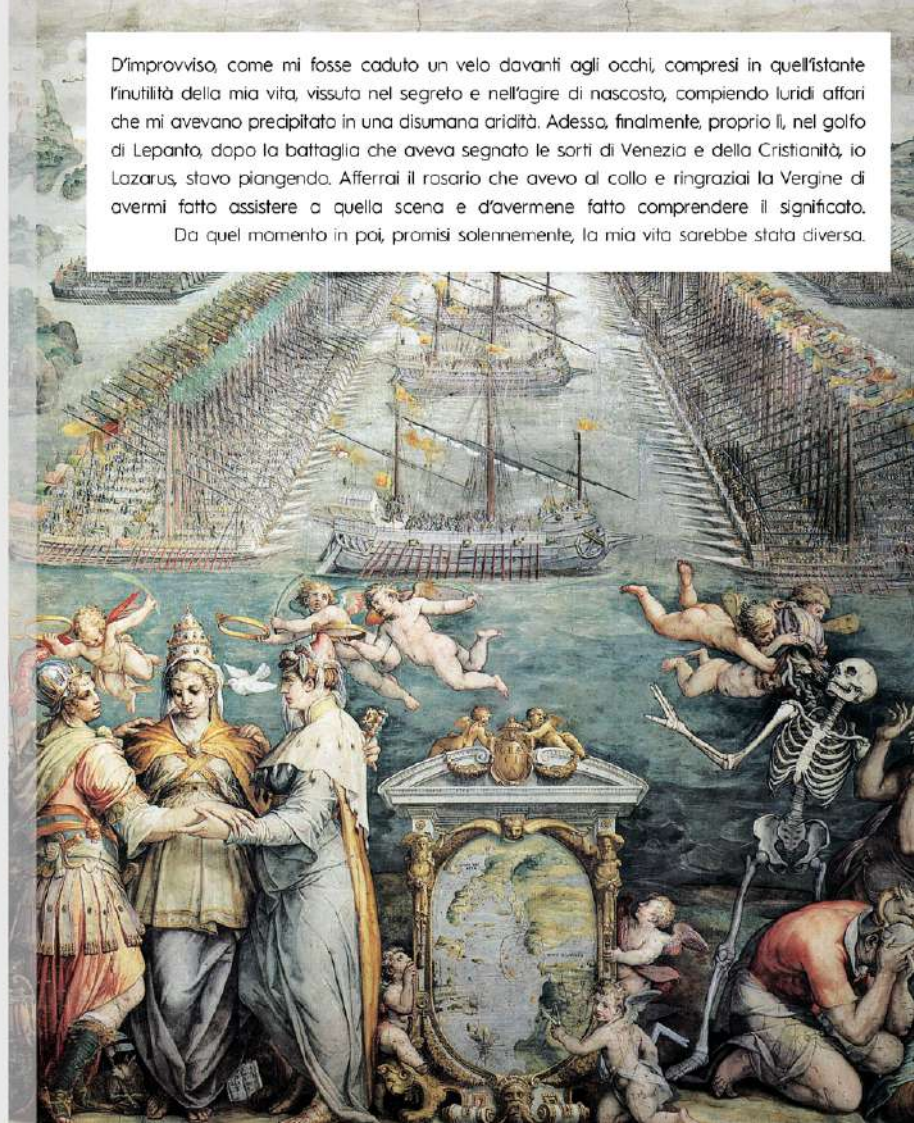 D'improvviso, come mi fosse caduto un velo davanti agli occhi, compresi in quell'istante
l'inutilità della mia vita, vissuta nel segreto e nell'agire di nascosto, compiendo luridi affari
che mi avevano precipitato in una disumana aridità. Adesso, finalmente, proprio lì, nel golfo
di Lepanto, dopo la battaglia che aveva segnato le sorti di Venezia e della Cristianità, io
Lazarus, stavo piangendo. Afferrai il rosario che avevo al collo e ringraziai la Vergine di
avermi fatto assistere a quella scena e d'avermene fatto comprendere il significato.
Da quel momento in poi, promisi solennemente, la mia vita sarebbe stata diversa.